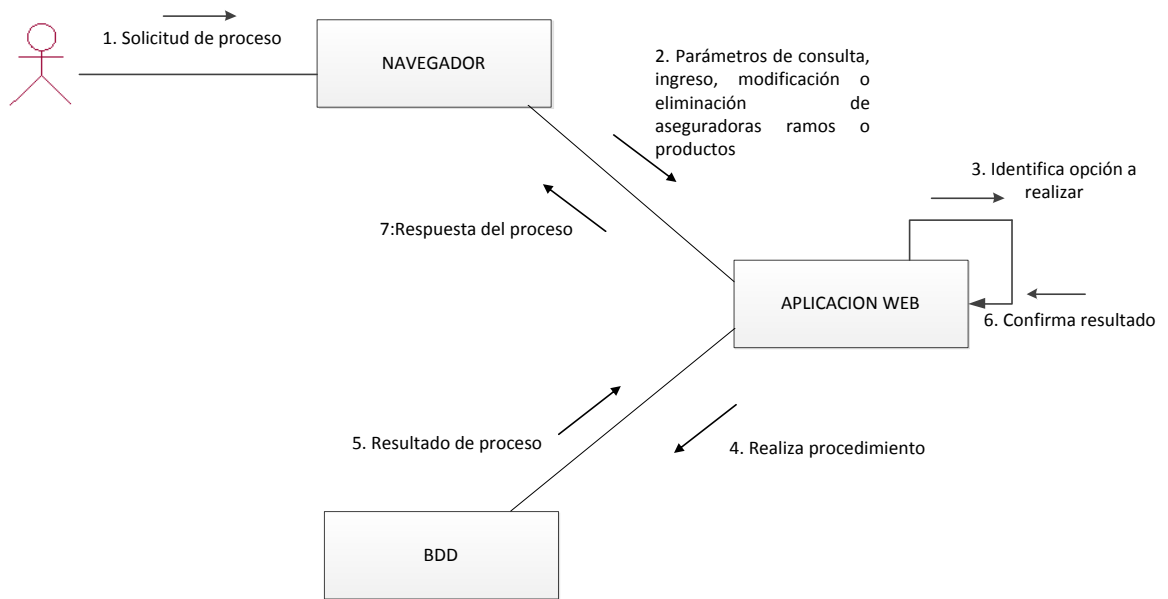 1. Solicitud de proceso
NAVEGADOR
2. Parámetros de consulta,
ingreso, modificación o
eliminación de
aseguradoras ramos o
productos
3. Identifica opción a
realizar
7:Respuesta del proceso
APLICACION WEB
6. Confirma resultado
5. Resultado de proceso
4. Realiza procedimiento
BDD